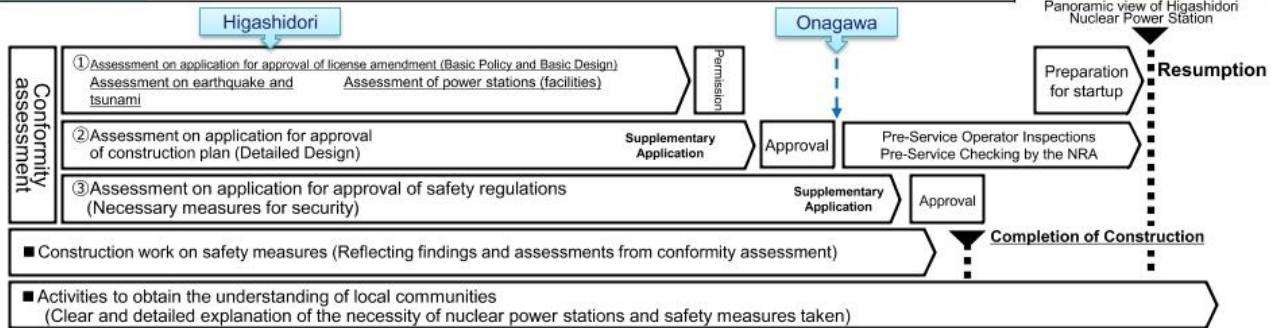 Panoramic view of Higashidori
Nuclear Power Station
Higashidori
Onagawa
Resumption
Conformity
assessment
①Assessment on application for approval of license amendment (Basic Policy and Basic Design)
Assessment on earthquake and
tsunami
Assessment of power stations (facilities)
Permission
Preparation
for startup
②Assessment on application for approval
of construction plan (Detailed Design)
Supplementary
Application
Approval
Pre-Service Operator Inspections
Pre-Service Checking by the NRA
③Assessment on application for approval of safety regulations
(Necessary measures for security)
Supplementary
Application
Approval
■ Construction work on safety measures (Reflecting findings and assessments from conformity assessment)
Completion of Construction
■ Activities to obtain the understanding of local communities
(Clear and detailed explanation of the necessity of nuclear power stations and safety measures taken)